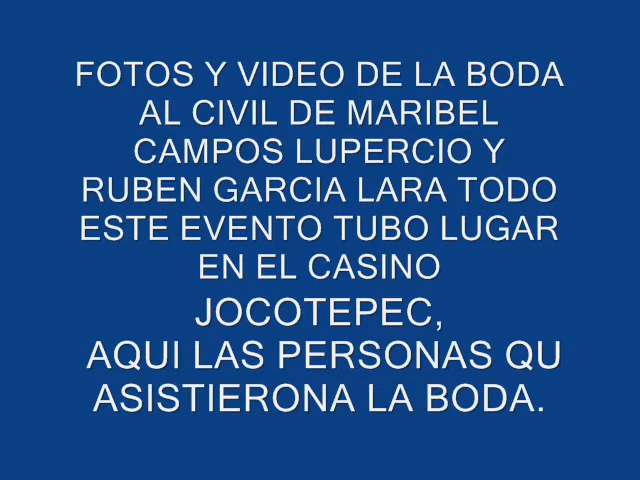 FOTOS Y VIDEO DE LA BODA
AL CIVIL DE MARIBEL
CAMPOS LUPERCIO Y
RUBEN GARCIA LARA TODO
ESTE EVENTO TUBO LUGAR
EN EL CASINO
JOCOTEPEC,
AQUI LAS PERSONAS QU
ASISTIERONA LA BODA.